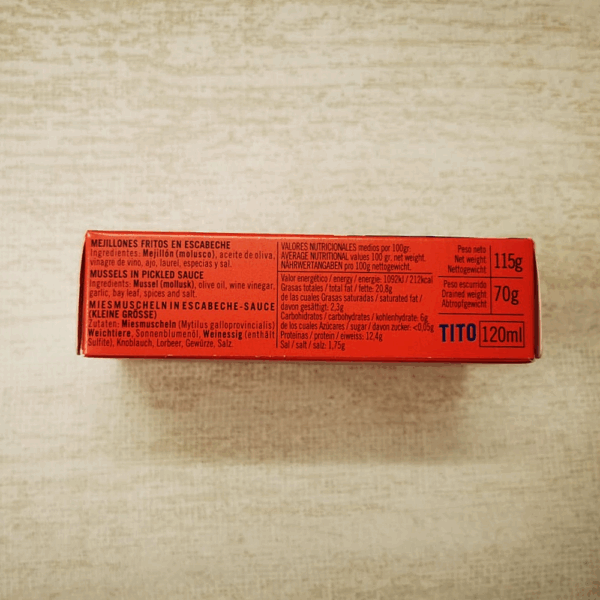 MEJILLONES FRITOS EN ESCABECHE
Ingredientes: Mejillón (molusco), aceite de oliva,
vinagre de vino, ajo, laurel, especias y sal.
MUSSELS IN PICKLED SAUCE
Ingredients: Mussel (mollusk), olive oil, wine vinegar,
garlic, bay leaf, spices and salt.
MIESMUSCHELN IN ESCABECHE-SAUCE
(KLEINE GRÖSSE)
Zutaten: Miesmuscheln (Mytilus galloprovincialis)
Weichtiere, Sonnenblumenöl, Weinessig (enthält
Sulfite), Knoblauch, Lorbeer, Gewürze, Salz.
VALORES NUTRICIONALES medios por 100gr.
AVERAGE NUTRITIONAL values 100 gr. net weight.
NÄHRWERTANGABEN pro 100g nettogewicht.
Valor energético / energy / energie: 1092kJ / 212kcal
Grasas totales / total fat / fette: 20,8g
de las cuales Grasas saturadas / saturated fat /
davon gesättigt: 2,3g
Carbohidratos / carbohydrates / kohlenhydrate: 6g
de los cuales Azúcares / sugar / davon zucker: <0,05g
Proteínas / protein / eiweiss: 12,4g
Sal / salt / salz: 1,75g
Peso neto
Net weight
Nettogewicht
115g
Peso escurrido
Drained weight
Abtropfgewicht
70g
TITO 120ml